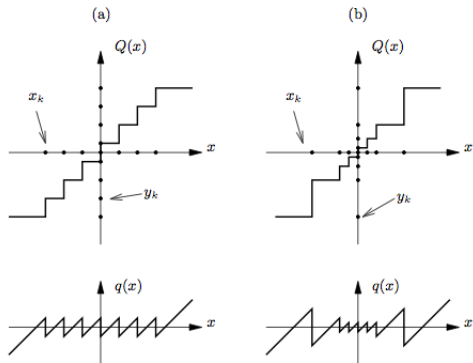 (a) (b)
Q(x) Q(x)
x_k x_k
x x
y_k y_k
q(x) q(x)
x x